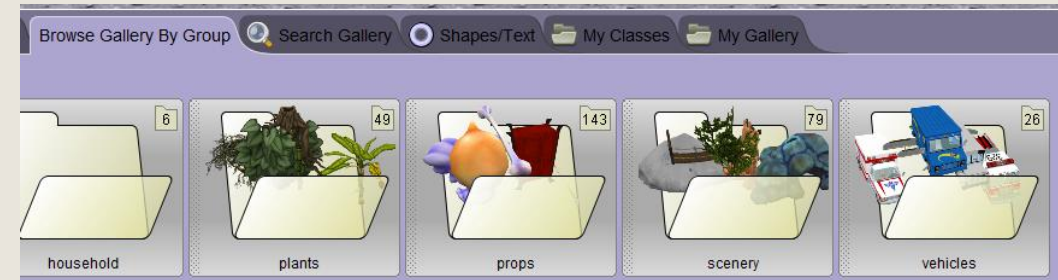 Browse Gallery By Group Search Gallery Shapes/Text My Classes My Gallery
6 49 143 79 26
household plants props scenery vehicles